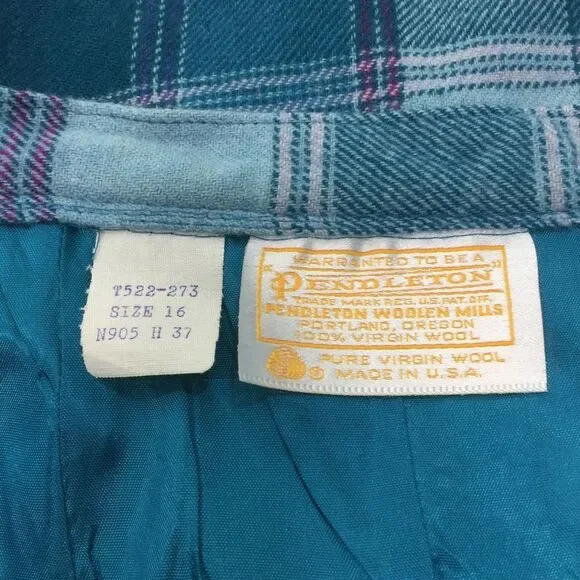 T522-273
SIZE 16
N905 H 37
WARRANTED TO BE A
"PENDLETON"
TRADE MARK REG. U.S. PAT. OFF.
PENDLETON WOOLEN MILLS
PORTLAND, OREGON
100% VIRGIN WOOL
® PURE VIRGIN WOOL
MADE IN U.S.A.